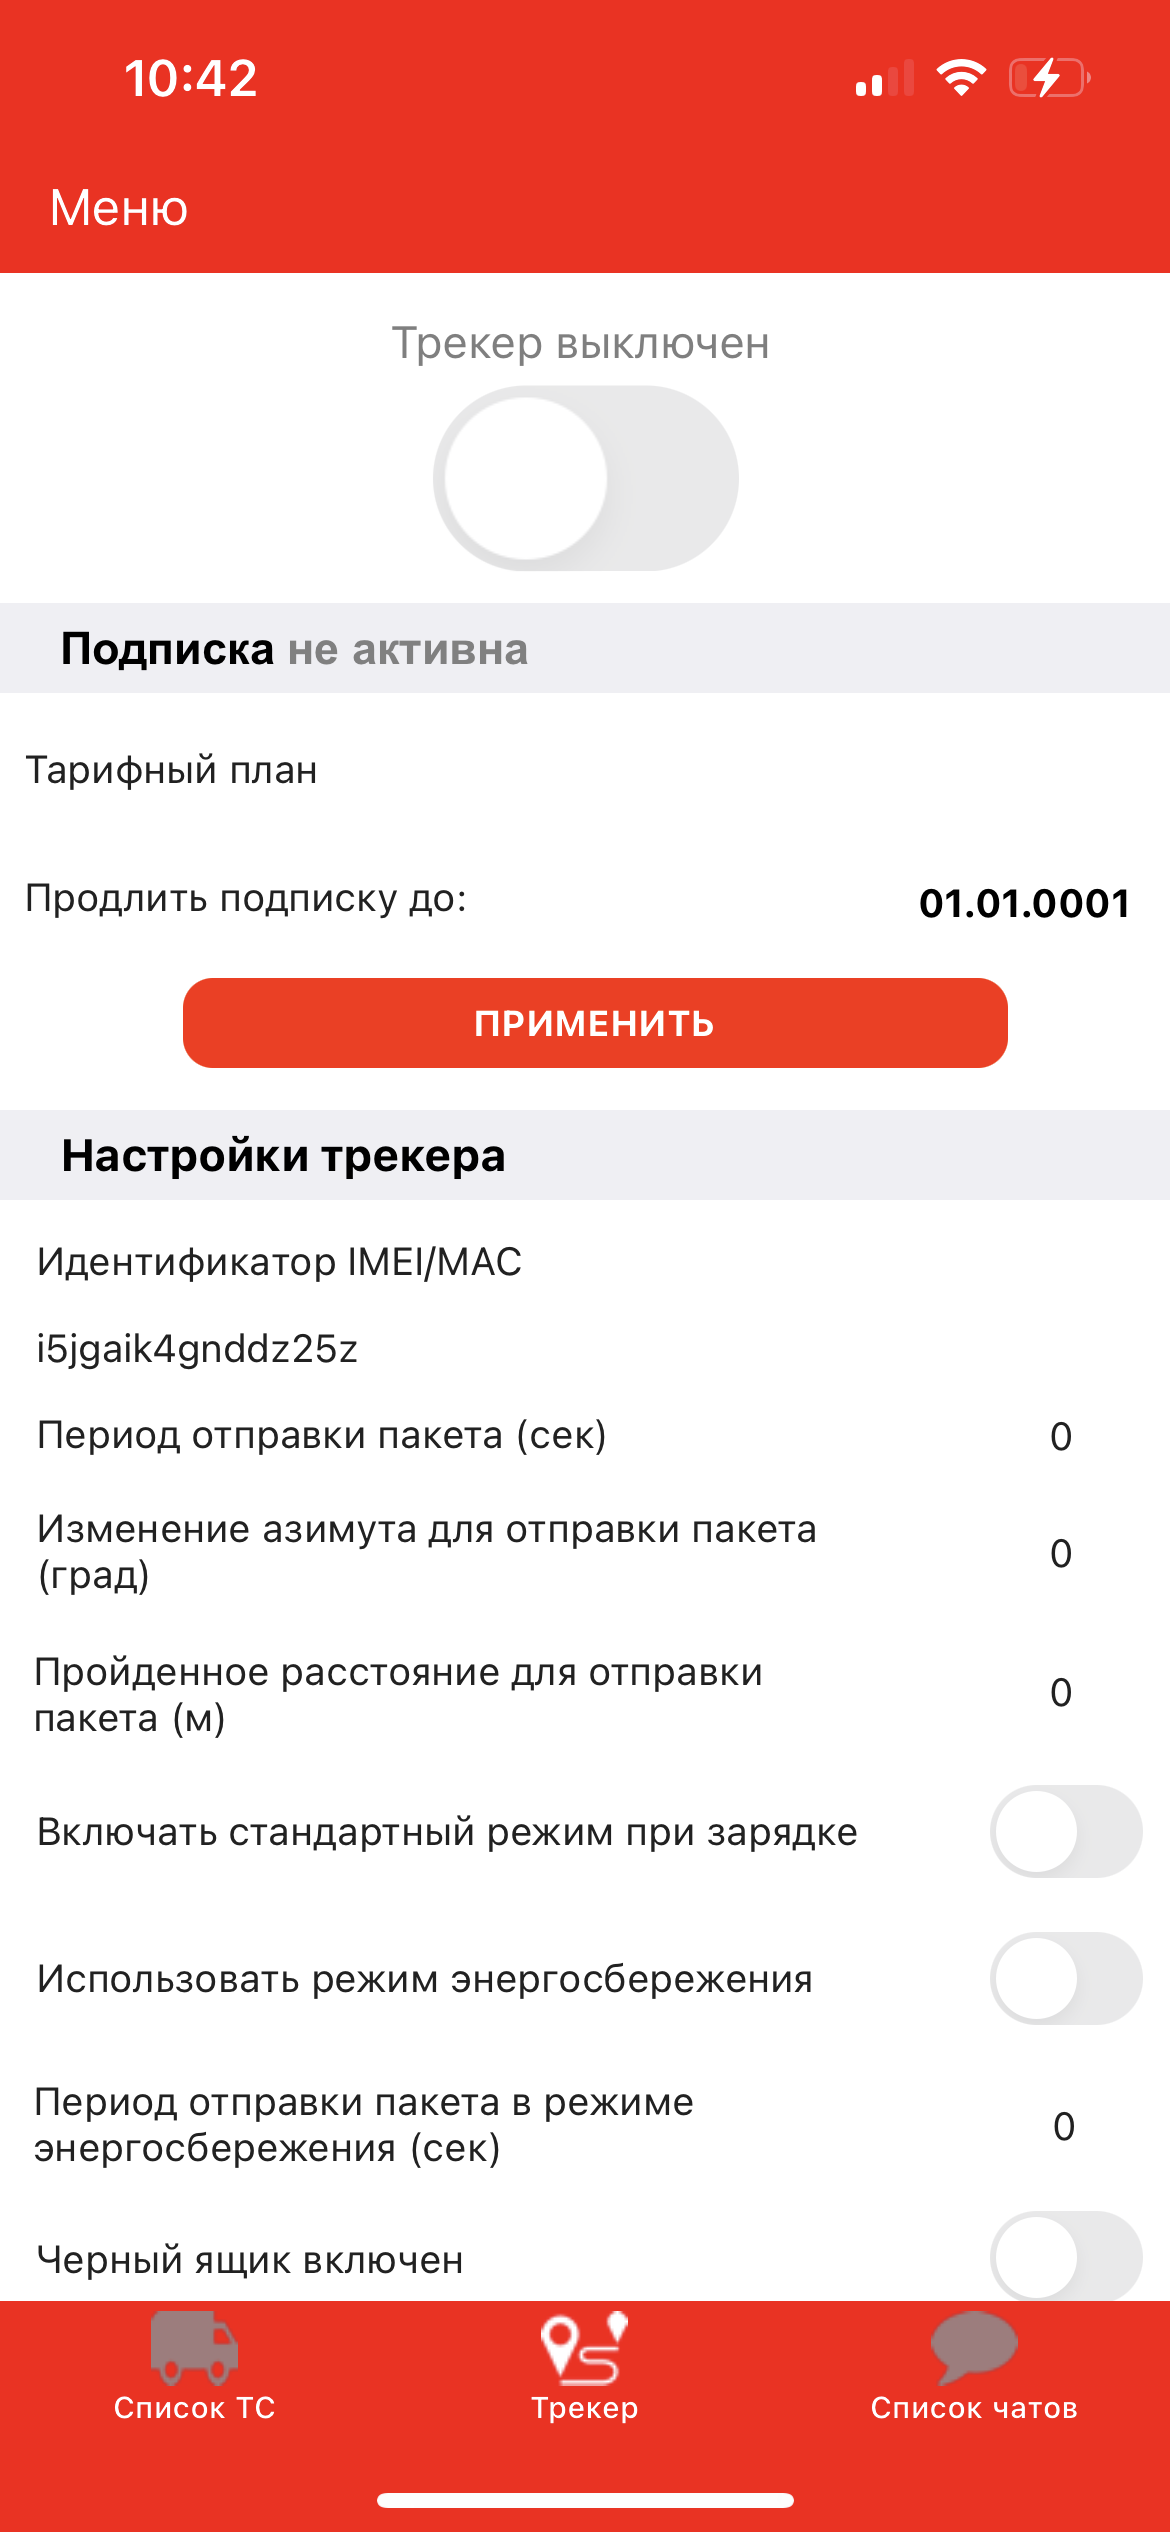 10:42
Меню
Трекер выключен
Подписка не активна
Тарифный план
Продлить подписку до:
01.01.0001
ПРИМЕНИТЬ
Настройки трекера
Идентификатор IMEI/MAC
i5jgaik4gnddz25z
Период отправки пакета (сек)
0
Изменение азимута для отправки пакета
(град)
0
Пройденное расстояние для отправки
пакета (м)
0
Включать стандартный режим при зарядке
Использовать режим энергосбережения
Период отправки пакета в режиме
энергосбережения (сек)
0
Черный ящик включен
Список ТС
Трекер
Список чатов